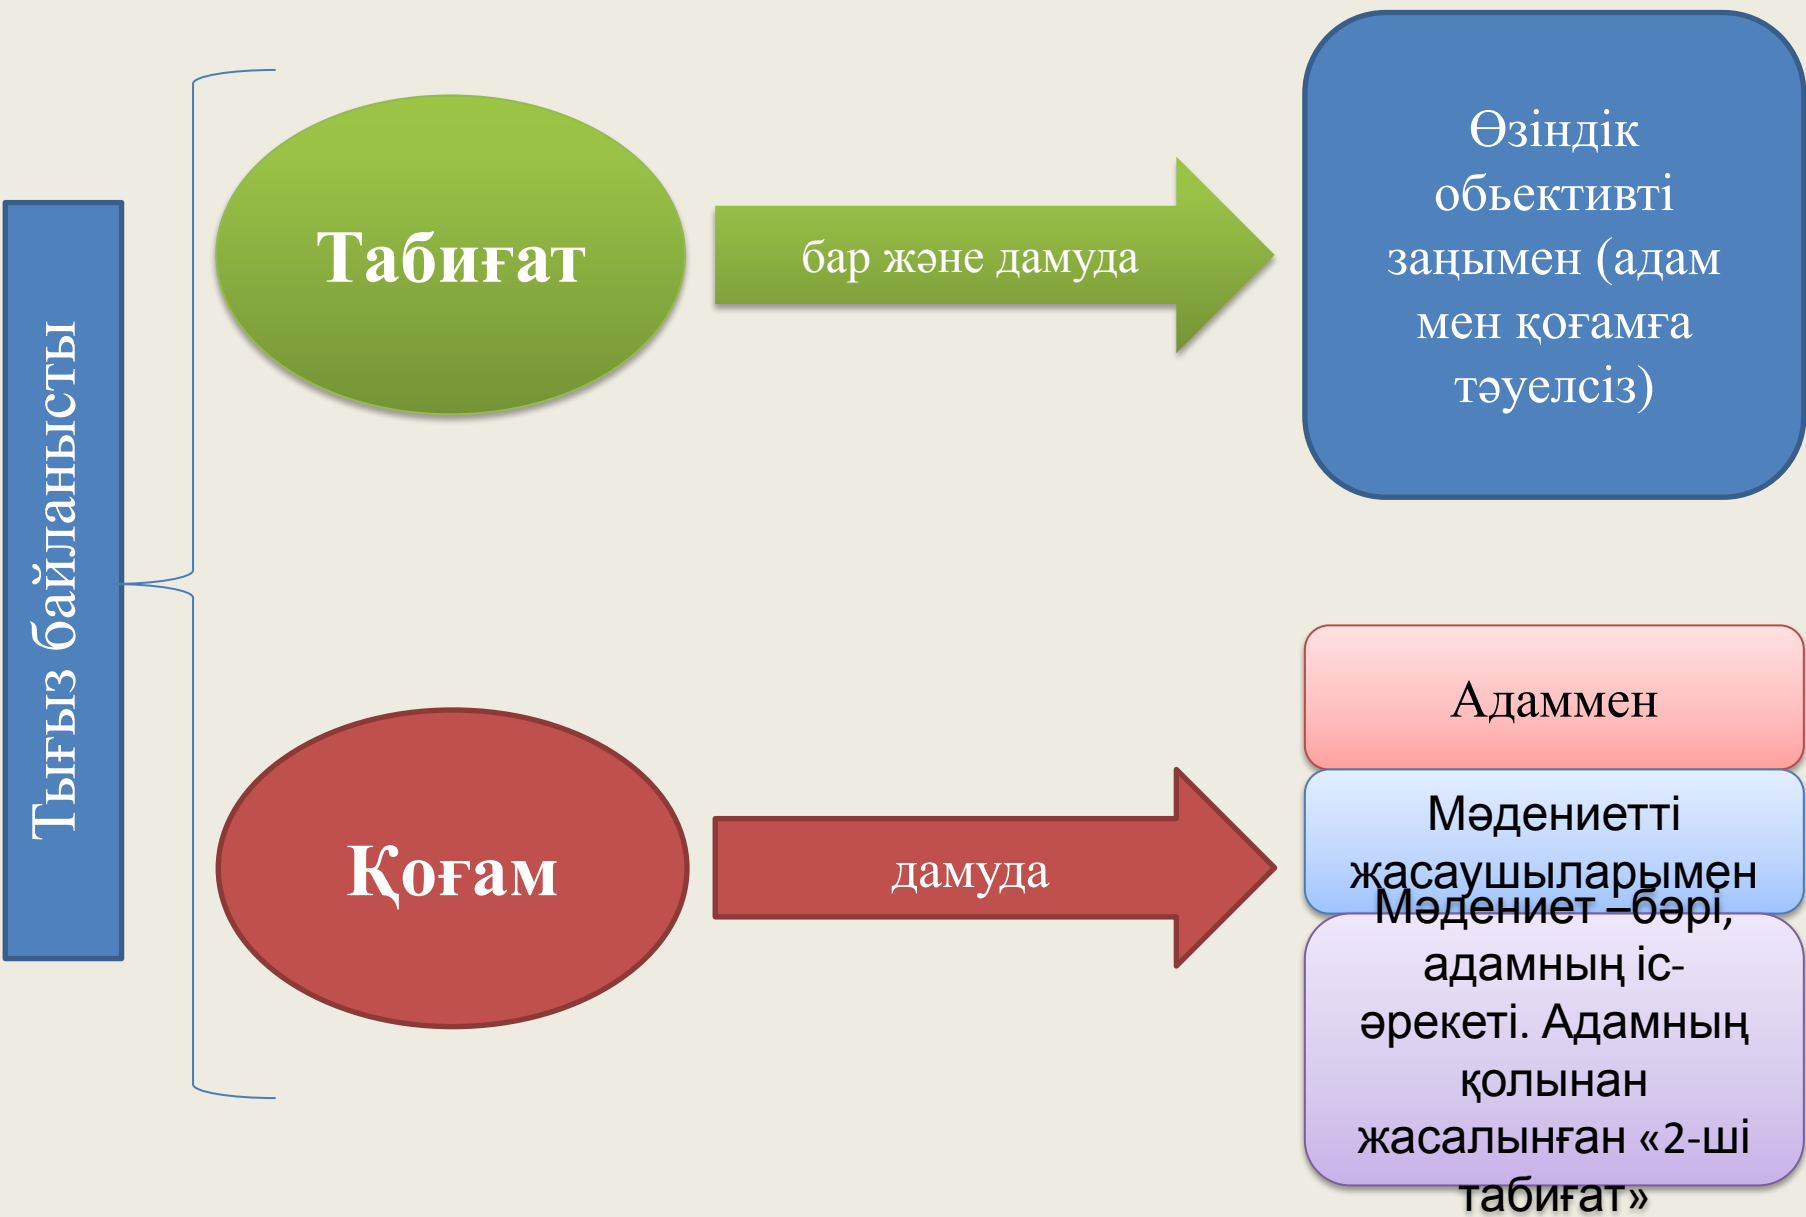 Тығыз байланысты
Табиғат
бар және дамуда
Өзіндік
обьективті
заңымен (адам
мен қоғамға
тәуелсіз)
Қоғам
дамуда
Адаммен
Мәдениетті
жасаушыларымен
Мәдениет –бәрі,
адамның іс-
әрекеті. Адамның
қолынан
жасалынған «2-ші
табиғат»